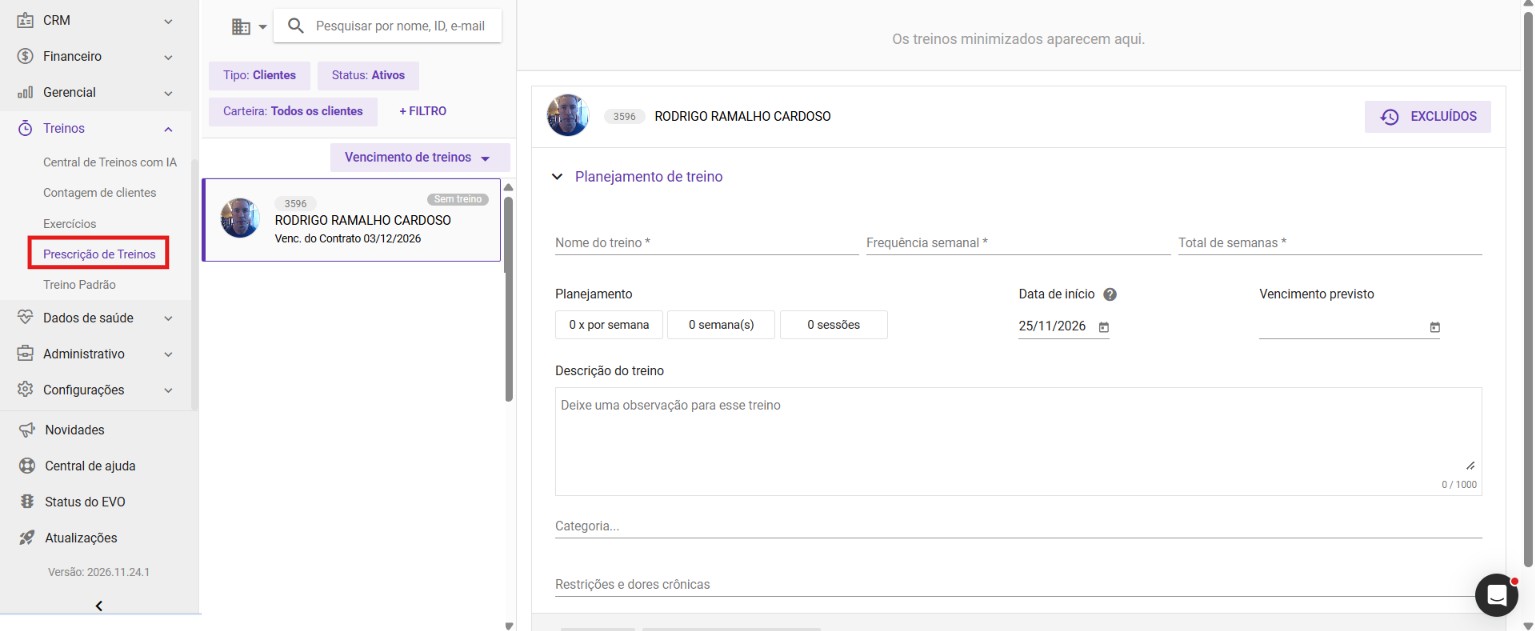 CRM
Financeiro
Gerencial
Treinos
Central de Treinos com IA
Contagem de clientes
Exercícios
Prescrição de Treinos
Treino Padrão
Dados de saúde
Administrativo
Configurações
Novidades
Central de ajuda
Status do EVO
Atualizações
Versão: 2026.11.24.1
Pesquisar por nome, ID, e-mail
Tipo: Clientes
Status: Ativos
Carteira: Todos os clientes
+ FILTRO
Vencimento de treinos
3596
Sem treino
RODRIGO RAMALHO CARDOSO
Venc. do Contrato 03/12/2026
Os treinos minimizados aparecem aqui.
3596
RODRIGO RAMALHO CARDOSO
EXCLUÍDOS
Planejamento de treino
Nome do treino *
Frequência semanal *
Total de semanas *
Planejamento
0 x por semana
0 semana(s)
0 sessões
Data de início
25/11/2026
Vencimento previsto
Descrição do treino
Deixe uma observação para esse treino
0 / 1000
Categoria...
Restrições e dores crônicas